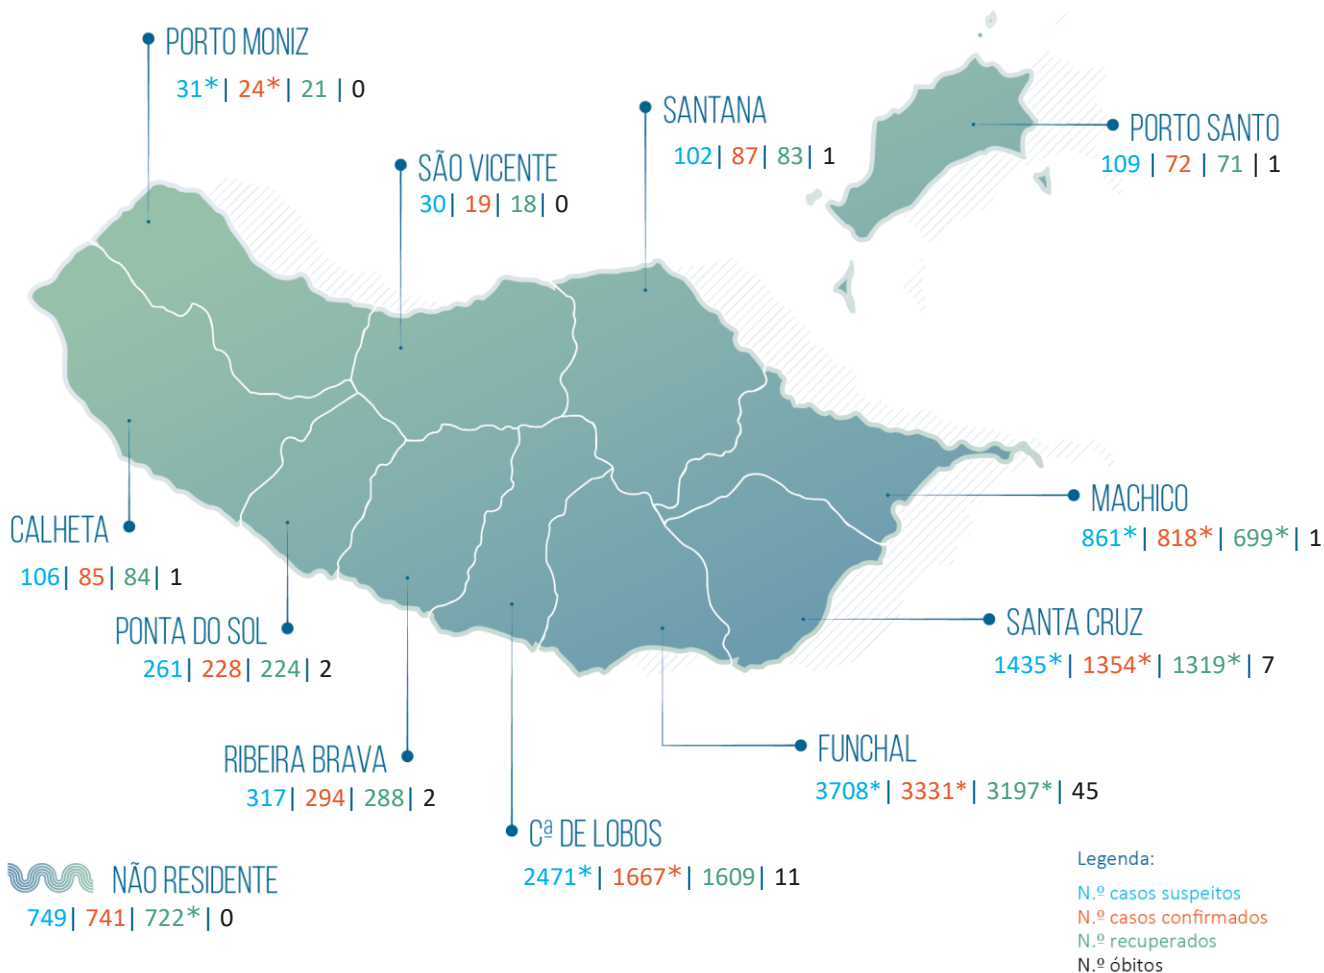 PORTO MONIZ
31*| 24*| 21 | 0
SANTANA
102| 87| 83| 1
PORTO SANTO
109 | 72 | 71 | 1
SÃO VICENTE
30| 19| 18| 0
MACHICO
861*| 818*| 699*| 1
CALHETA
106| 85| 84| 1
PONTA DO SOL
261| 228| 224| 2
SANTA CRUZ
1435*| 1354*| 1319*| 7
RIBEIRA BRAVA
317| 294| 288| 2
FUNCHAL
3708*| 3331*| 3197*| 45
Cª DE LOBOS
2471*| 1667*| 1609| 11
NÃO RESIDENTE
749| 741| 722*| 0
Legenda:
N.º casos suspeitos
N.º casos confirmados
N.º recuperados
N.º óbitos